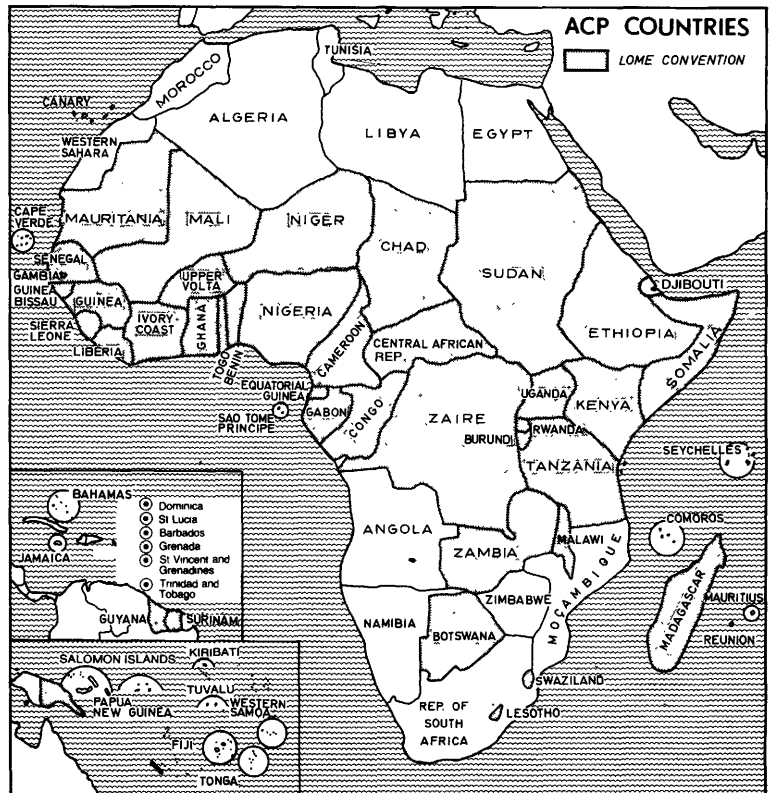 ACP COUNTRIES
LOME CONVENTION
TUNISIA
MOROCCO
CANARY
ALGERIA
LIBYA
EGYPT
WESTERN
SAHARA
CAPE
VERDE
MAURITANIA
MALI
NIGER
CHAD
SUDAN
SENEGAL
GAMBIA
GUINEA
BISSAU
GUINEA
UPPER
VOLTA
IVORY
COAST
GHANA
TOGO
BENIN
NIGERIA
CAMEROON
CENTRAL AFRICAN
REP.
DJIBOUTI
ETHIOPIA
SOMALIA
SIERRA
LEONE
LIBERIA
EQUATORIAL
GUINEA
SAO TOME
PRINCIPE
GABON
CONGO
ZAIRE
UGANDA
KENYA
RWANDA
BURUNDI
TANZANIA
SEYCHELLES
ANGOLA
ZAMBIA
MALAWI
MOÇAMBIQUE
COMOROS
MADAGASCAR
MAURITIUS
REUNION
NAMIBIA
ZIMBABWE
BOTSWANA
SWAZILAND
LESOTHO
REP. OF
SOUTH
AFRICA
BAHAMAS
JAMAICA
Dominica
St Lucia
Barbados
Grenada
St Vincent and
Grenadines
Trinidad and
Tobago
GUYANA
SURINAM
SALOMON ISLANDS
KIRIBATI
PAPUA
NEW GUINEA
TUVALU
WESTERN
SAMOA
FIJI
TONGA